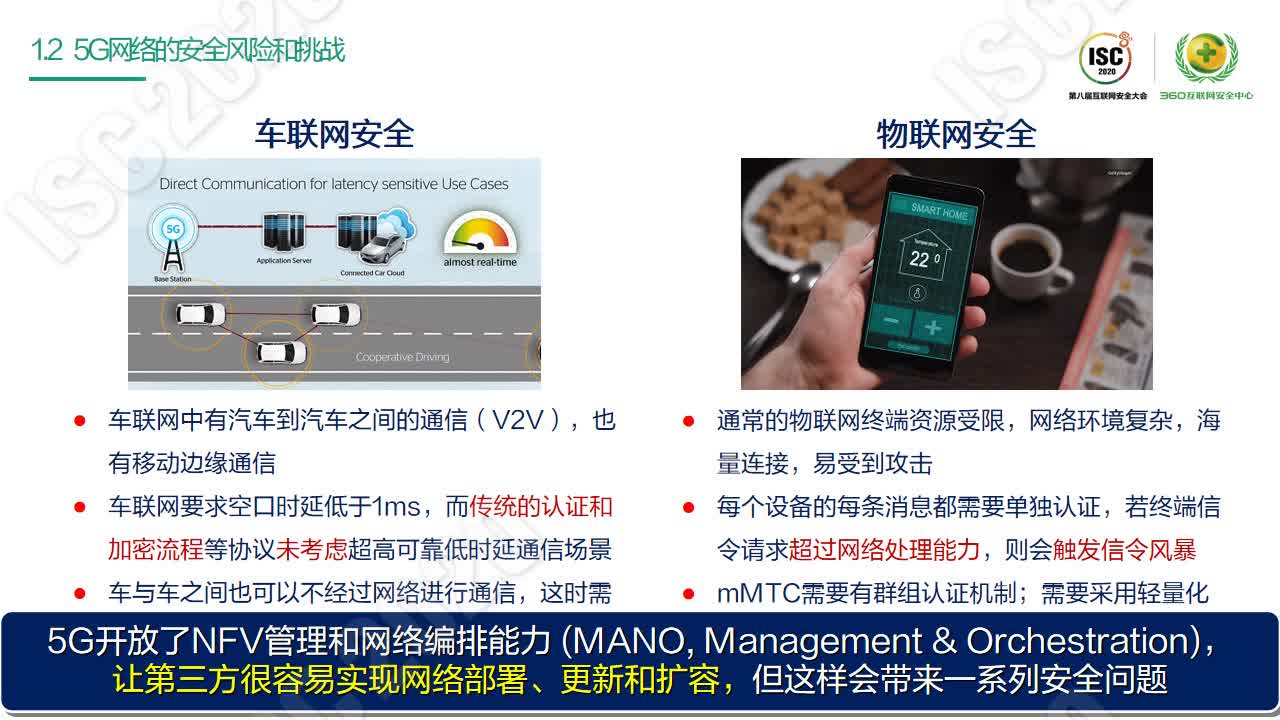 1.2 5G网络的安全风险和挑战
ISC
2020
第八届互联网安全大会
360互联网安全中心
车联网安全
Direct Communication for latency sensitive Use Cases
5G
Base Station
Application Server
Connected Car Cloud
almost real-time
Cooperative Driving
车联网中有汽车到汽车之间的通信（V2V），也
有移动边缘通信
车联网要求空口时延低于1ms，而传统的认证和
加密流程等协议未考虑超高可靠低时延通信场景
车与车之间也可以不经过网络进行通信，这时需
物联网安全
gettyimages
SMART HOME
Temperature
22 0
通常的物联网终端资源受限，网络环境复杂，海
量连接，易受到攻击
每个设备的每条消息都需要单独认证，若终端信
令请求超过网络处理能力，则会触发信令风暴
mMTC需要有群组认证机制；需要采用轻量化
5G开放了NFV管理和网络编排能力 (MANO, Management & Orchestration)，
让第三方很容易实现网络部署、更新和扩容，但这样会带来一系列安全问题
ISC 2020
ISC 2020